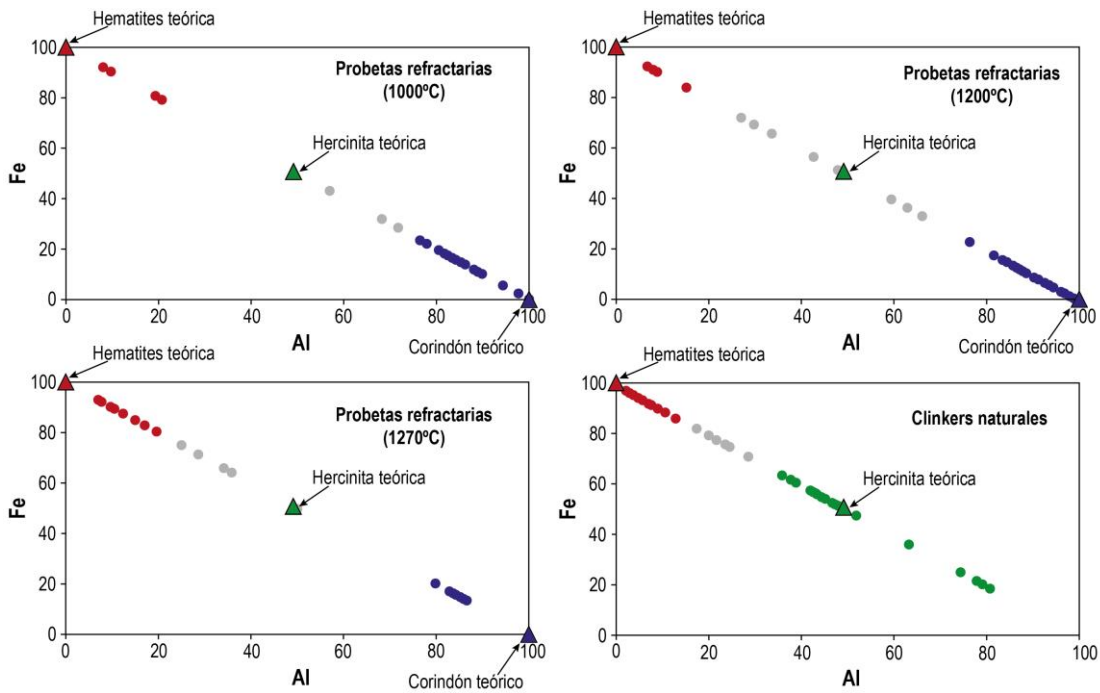 Hematites teórica
Probetas refractarias
(1000ºC)
Hercinita teórica
Fe
100
80
60
40
20
0
0 20 40 60 80 100
Al
Corindón teórico
Hematites teórica
Probetas refractarias
(1200ºC)
Hercinita teórica
Fe
100
80
60
40
20
0
0 20 40 60 80 100
Al
Corindón teórico
Hematites teórica
Probetas refractarias
(1270ºC)
Hercinita teórica
Fe
100
80
60
40
20
0
0 20 40 60 80 100
Al
Corindón teórico
Hematites teórica
Clinkers naturales
Hercinita teórica
Fe
100
80
60
40
20
0
0 20 40 60 80 100
Al